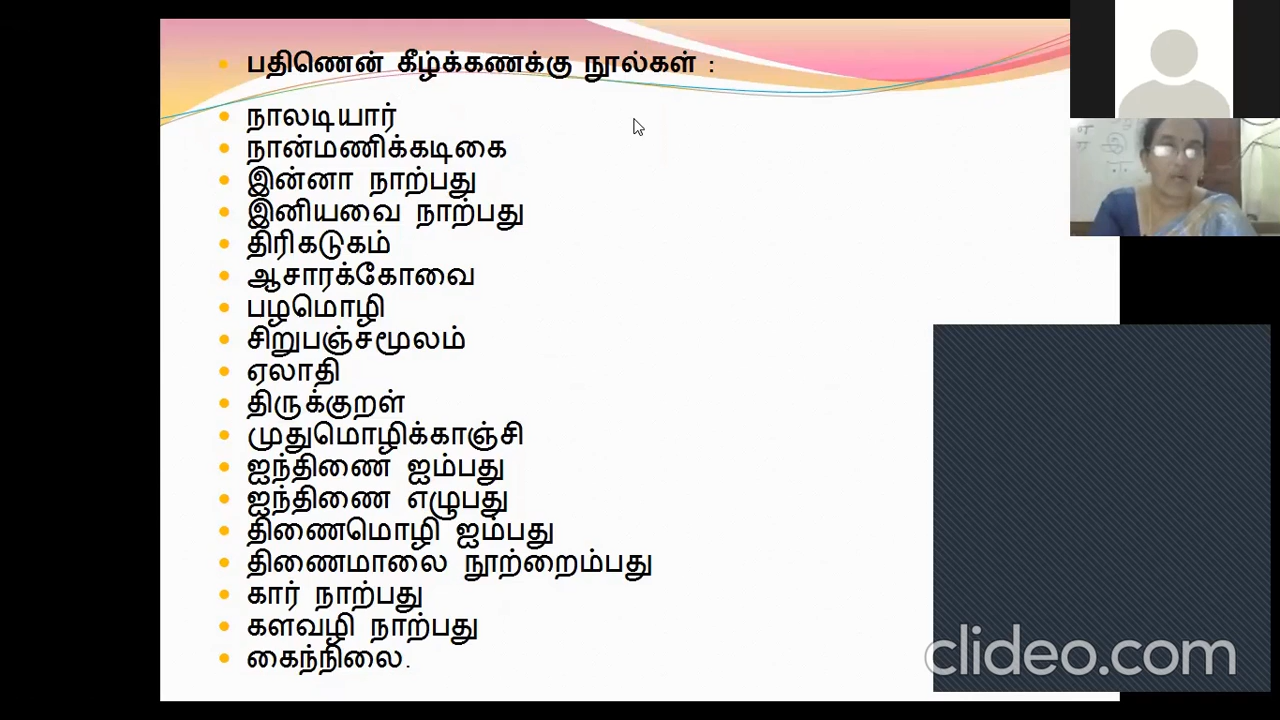 பதிணென் கீழ்க்கணக்கு நூல்கள் :
நாலடியார்
நான்மணிக்கடிகை
இன்னா நாற்பது
இனியவை நாற்பது
திரிகடுகம்
ஆசாரக்கோவை
பழமொழி
சிறுபஞ்சமூலம்
ஏலாதி
திருக்குறள்
முதுமொழிக்காஞ்சி
ஐந்திணை ஐம்பது
ஐந்திணை எழுபது
திணைமொழி ஐம்பது
திணைமாலை நூற்றைம்பது
கார் நாற்பது
களவழி நாற்பது
கைந்நிலை.
clideo.com